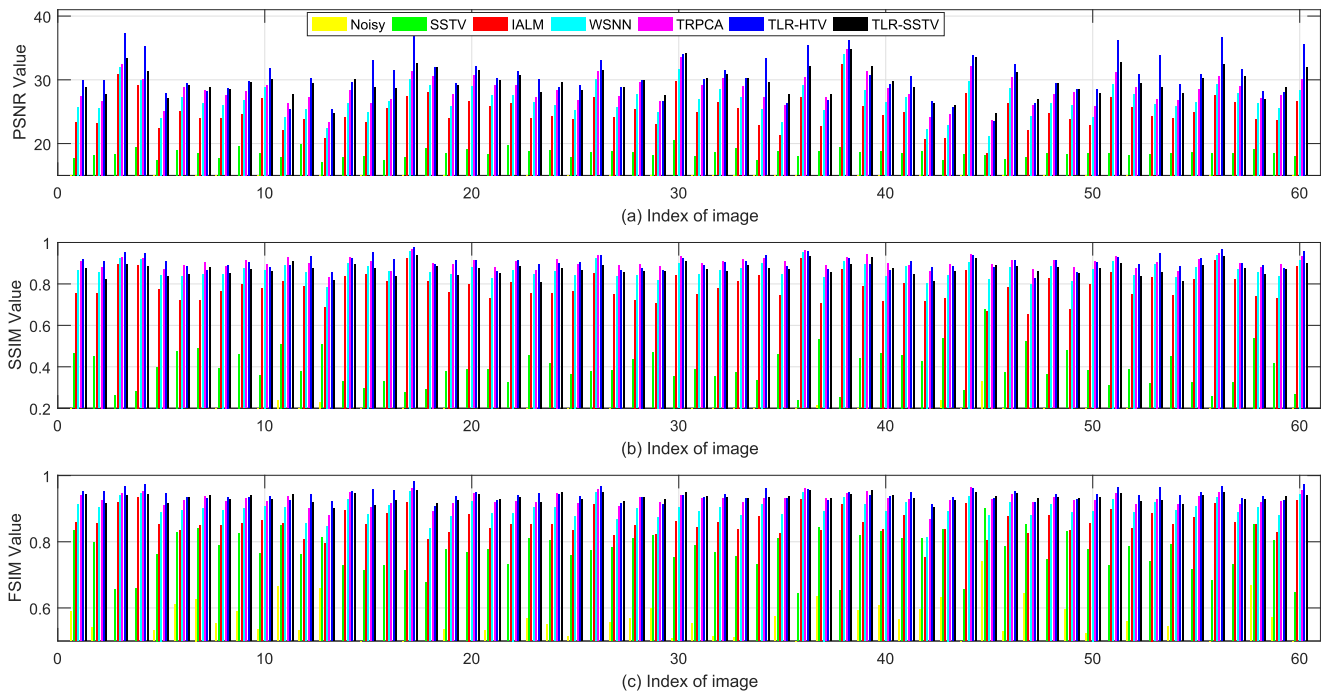 Noisy SSTV IALM WSNN TRPCA TLR-HTV TLR-SSTV
PSNR Value
40
30
20
0 10 20 30 40 50 60
(a) Index of image
SSIM Value
1
0.8
0.6
0.4
0.2
0 10 20 30 40 50 60
(b) Index of image
FSIM Value
1
0.8
0.6
0 10 20 30 40 50 60
(c) Index of image